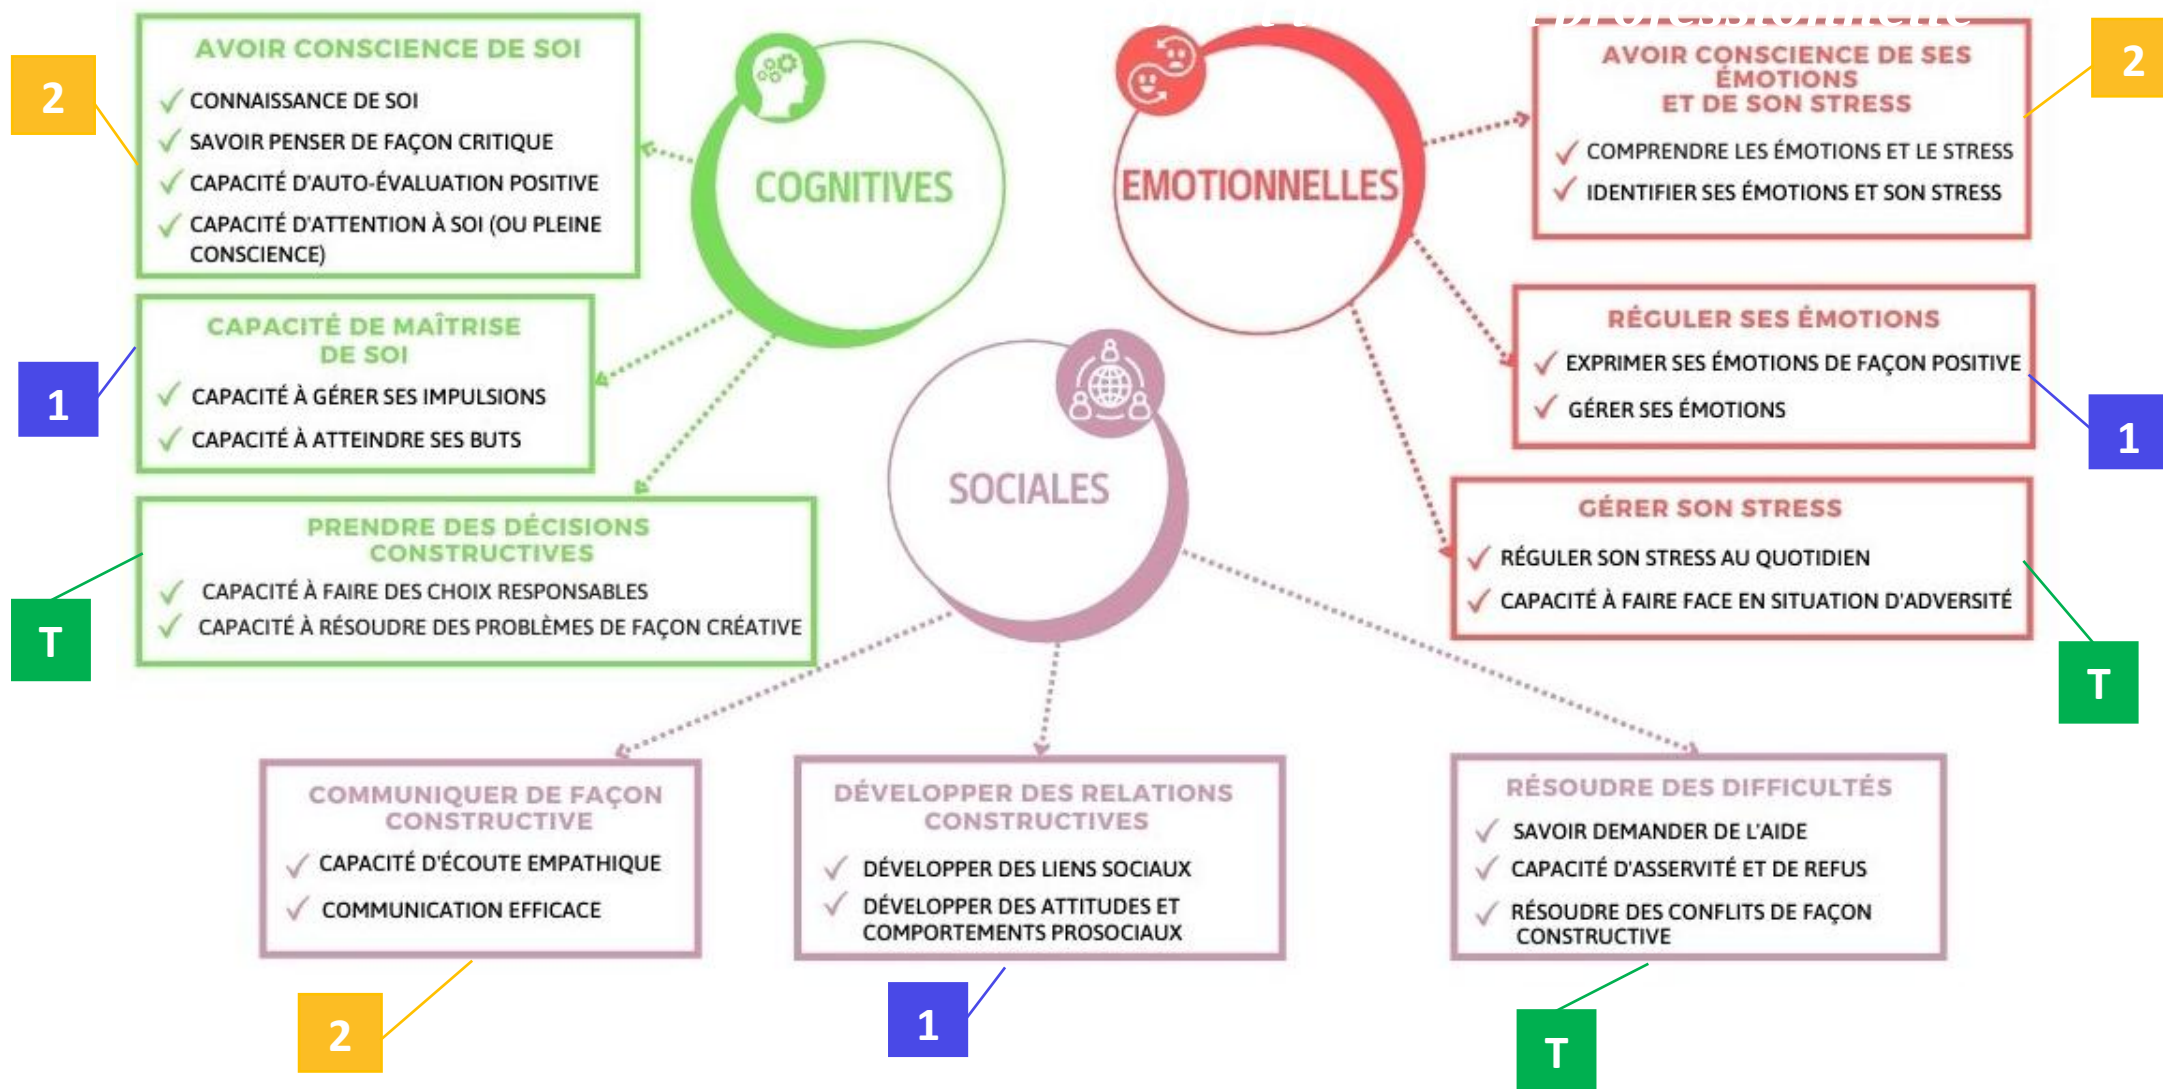 professionnelle
2
AVOIR CONSCIENCE DE SOI
CONNAISSANCE DE SOI
SAVOIR PENSER DE FAÇON CRITIQUE
CAPACITÉ D'AUTO-ÉVALUATION POSITIVE
CAPACITÉ D'ATTENTION À SOI (OU PLEINE
CONSCIENCE)
COGNITIVES
EMOTIONNELLES
AVOIR CONSCIENCE DE SES
ÉMOTIONS
ET DE SON STRESS
COMPRENDRE LES ÉMOTIONS ET LE STRESS
IDENTIFIER SES ÉMOTIONS ET SON STRESS
2
1
CAPACITÉ DE MAÎTRISE
DE SOI
CAPACITÉ À GÉRER SES IMPULSIONS
CAPACITÉ À ATTEINDRE SES BUTS
RÉGULER SES ÉMOTIONS
EXPRIMER SES ÉMOTIONS DE FAÇON POSITIVE
GÉRER SES ÉMOTIONS
1
SOCIALES
T
PRENDRE DES DÉCISIONS
CONSTRUCTIVES
CAPACITÉ À FAIRE DES CHOIX RESPONSABLES
CAPACITÉ À RÉSOUDRE DES PROBLÈMES DE FAÇON CRÉATIVE
GÉRER SON STRESS
RÉGULER SON STRESS AU QUOTIDIEN
CAPACITÉ À FAIRE FACE EN SITUATION D'ADVERSITÉ
T
COMMUNIQUER DE FAÇON
CONSTRUCTIVE
CAPACITÉ D'ÉCOUTE EMPATHIQUE
COMMUNICATION EFFICACE
2
DÉVELOPPER DES RELATIONS
CONSTRUCTIVES
DÉVELOPPER DES LIENS SOCIAUX
DÉVELOPPER DES ATTITUDES ET
COMPORTEMENTS PROSOCIAUX
1
RÉSOUDRE DES DIFFICULTÉS
SAVOIR DEMANDER DE L'AIDE
CAPACITÉ D'ASSERVITÉ ET DE REFUS
RÉSOUDRE DES CONFLITS DE FAÇON
CONSTRUCTIVE
T